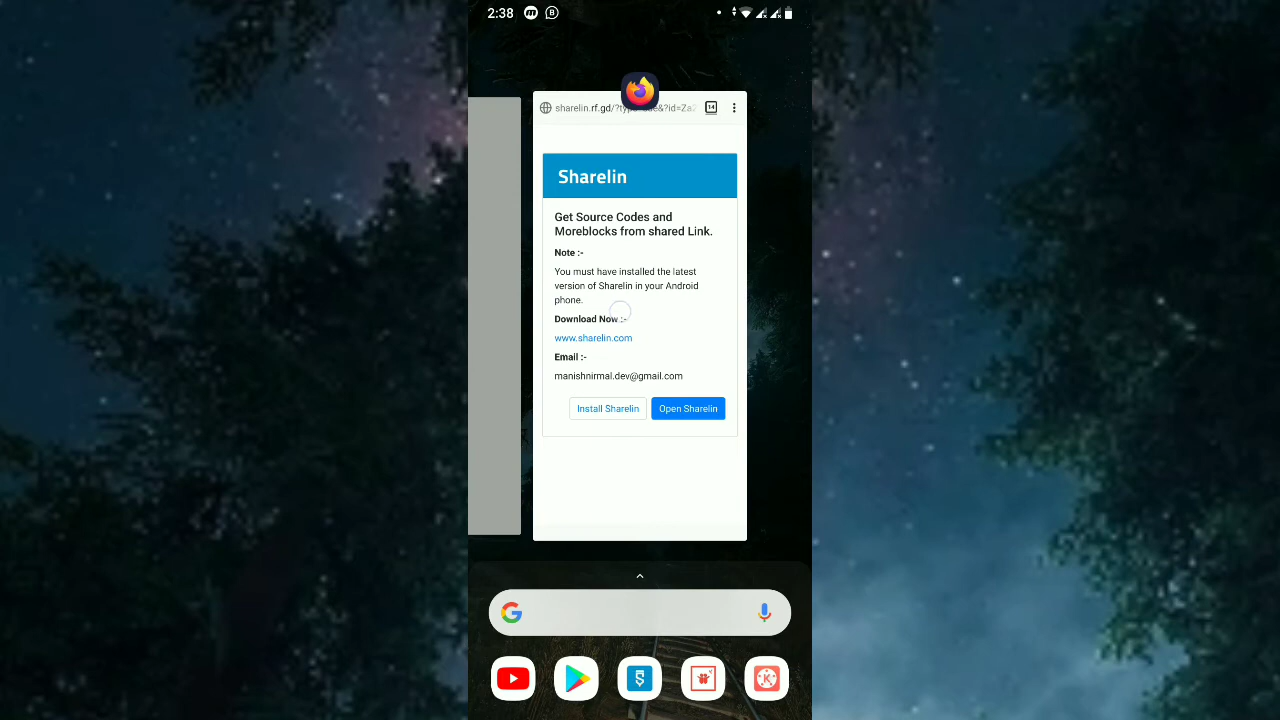 2:38
sharelin.rf.gd/?ty
14
Sharelin
Get Source Codes and
Moreblocks from shared Link.
Note :-
You must have installed the latest
version of Sharelin in your Android
phone.
Download Now :-
www.sharelin.com
Email :-
manishnirmal.dev@gmail.com
Install Sharelin
Open Sharelin